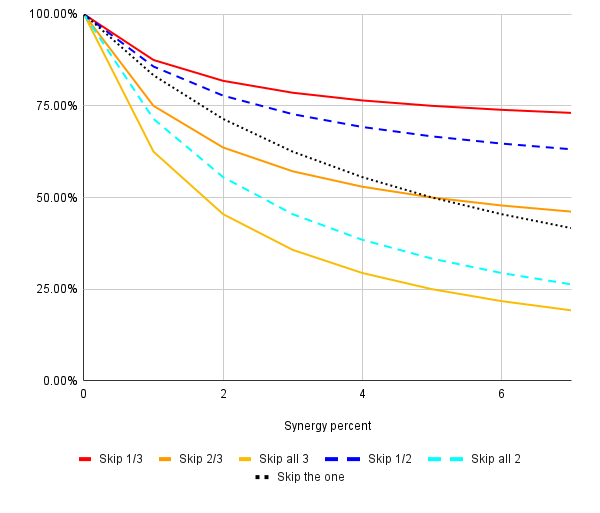 100.00%
75.00%
50.00%
25.00%
0.00%
0 2 4 6
Synergy percent
Skip 1/3 Skip 2/3 Skip all 3 Skip 1/2 Skip all 2
Skip the one